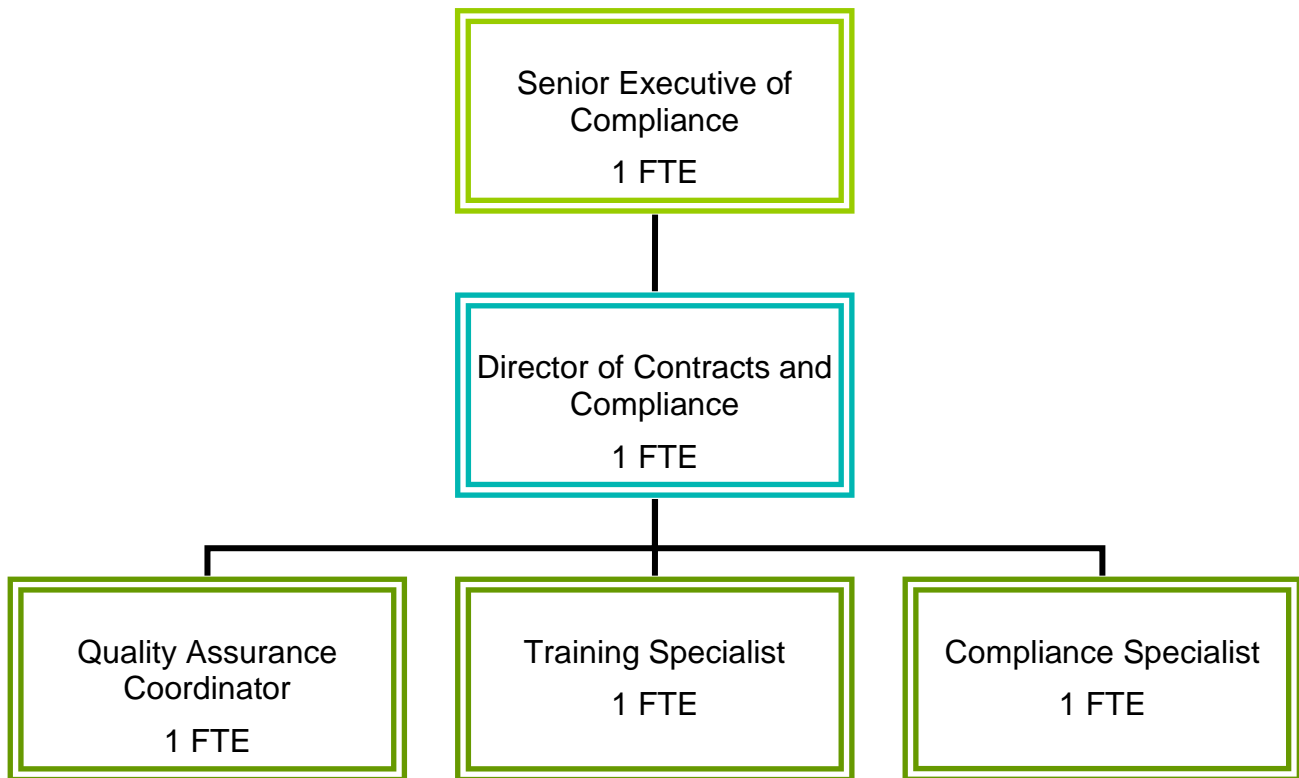 Senior Executive of
Compliance
1 FTE
Director of Contracts and
Compliance
1 FTE
Quality Assurance
Coordinator
1 FTE
Training Specialist
1 FTE
Compliance Specialist
1 FTE